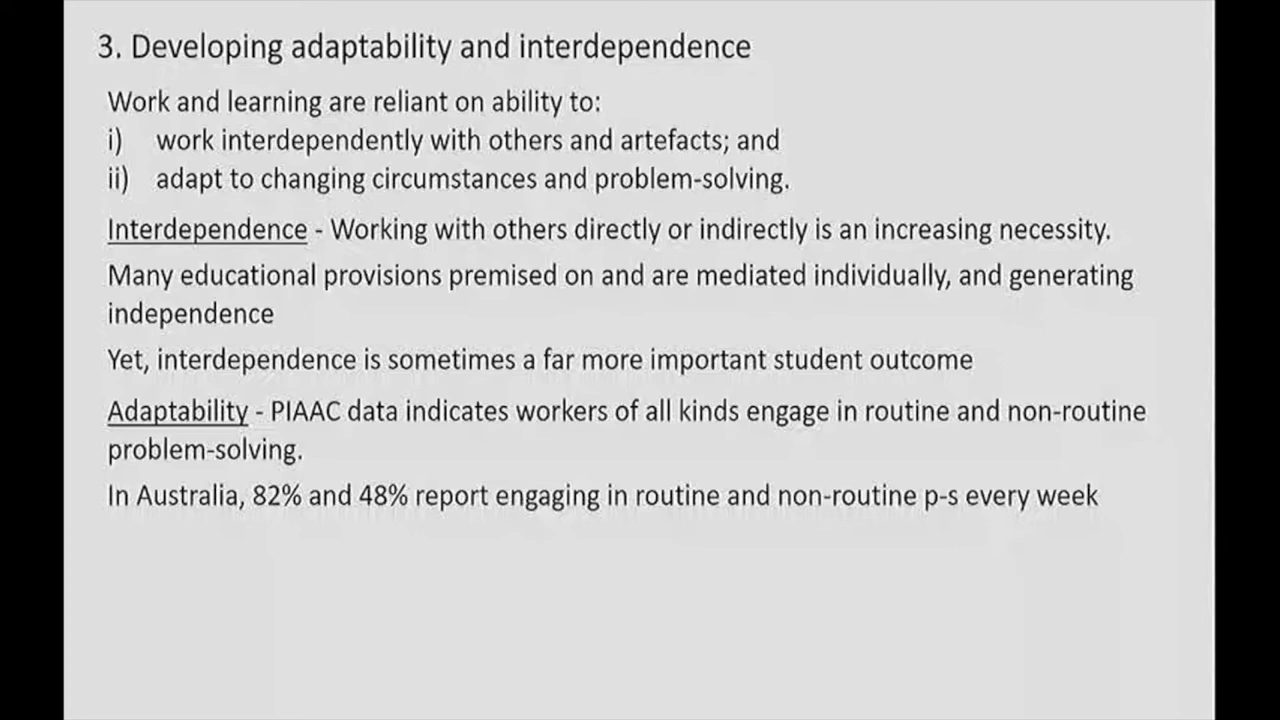 3. Developing adaptability and interdependence
Work and learning are reliant on ability to:
i) work interdependently with others and artefacts; and
ii) adapt to changing circumstances and problem-solving.
Interdependence - Working with others directly or indirectly is an increasing necessity.
Many educational provisions premised on and are mediated individually, and generating
independence
Yet, interdependence is sometimes a far more important student outcome
Adaptability - PIAAC data indicates workers of all kinds engage in routine and non-routine
problem-solving.
In Australia, 82% and 48% report engaging in routine and non-routine p-s every week